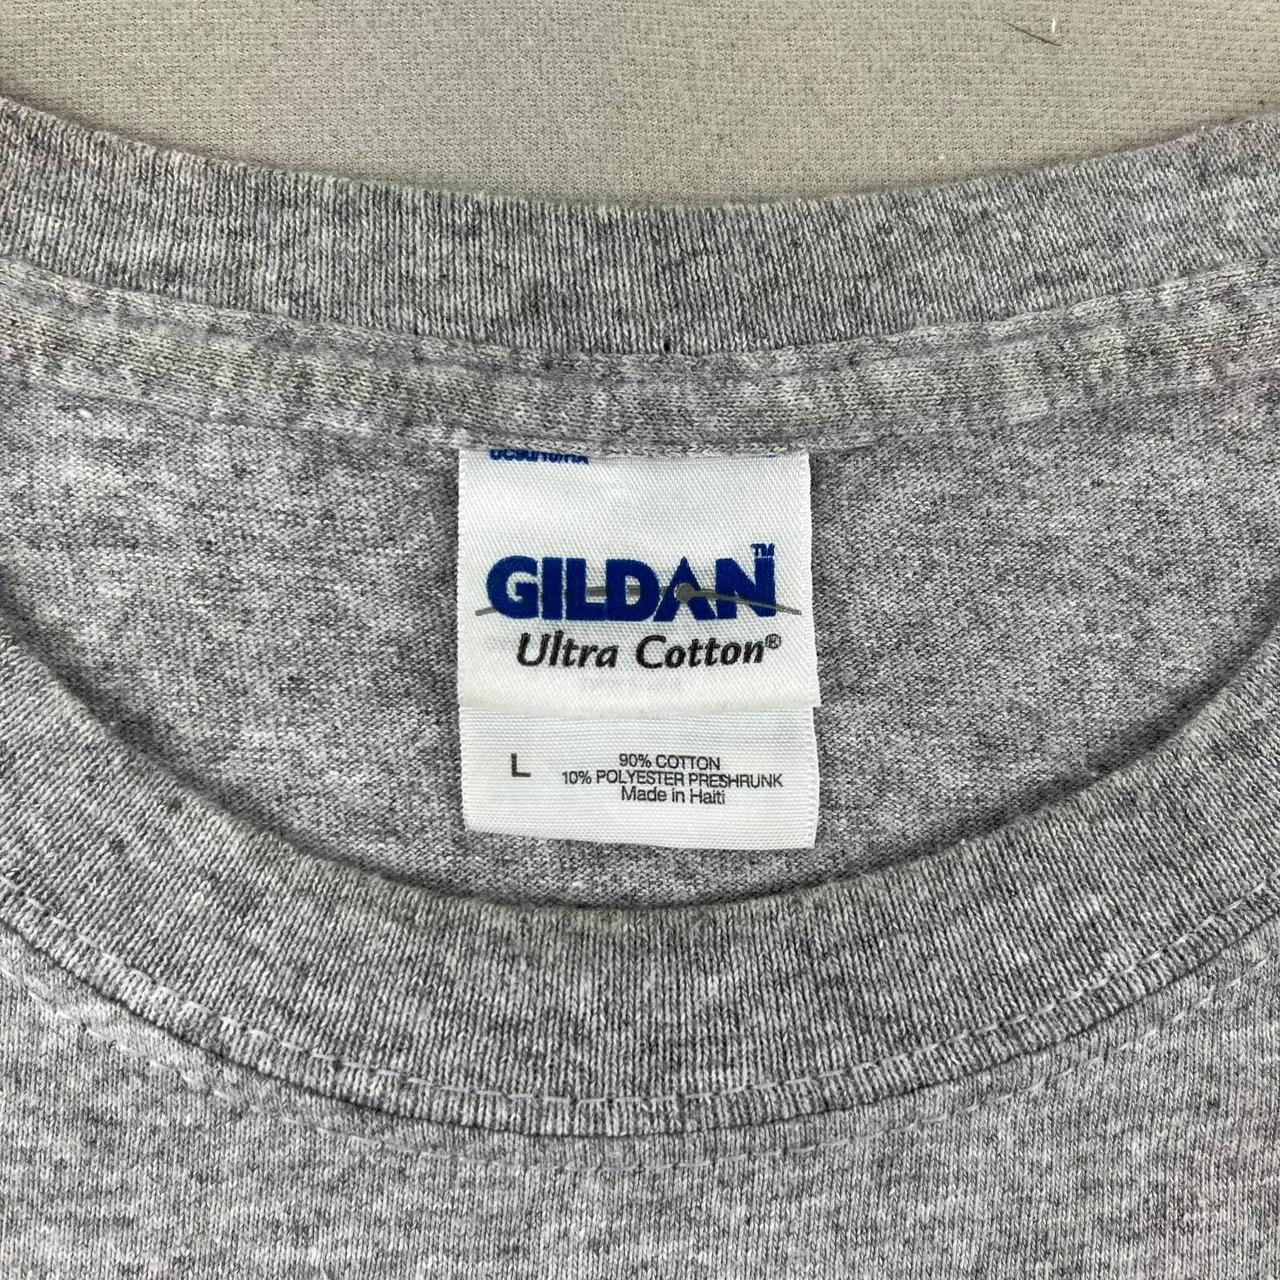 GILDAN™
Ultra Cotton®
L
90% COTTON
10% POLYESTER PRESHRUNK
Made in Haiti